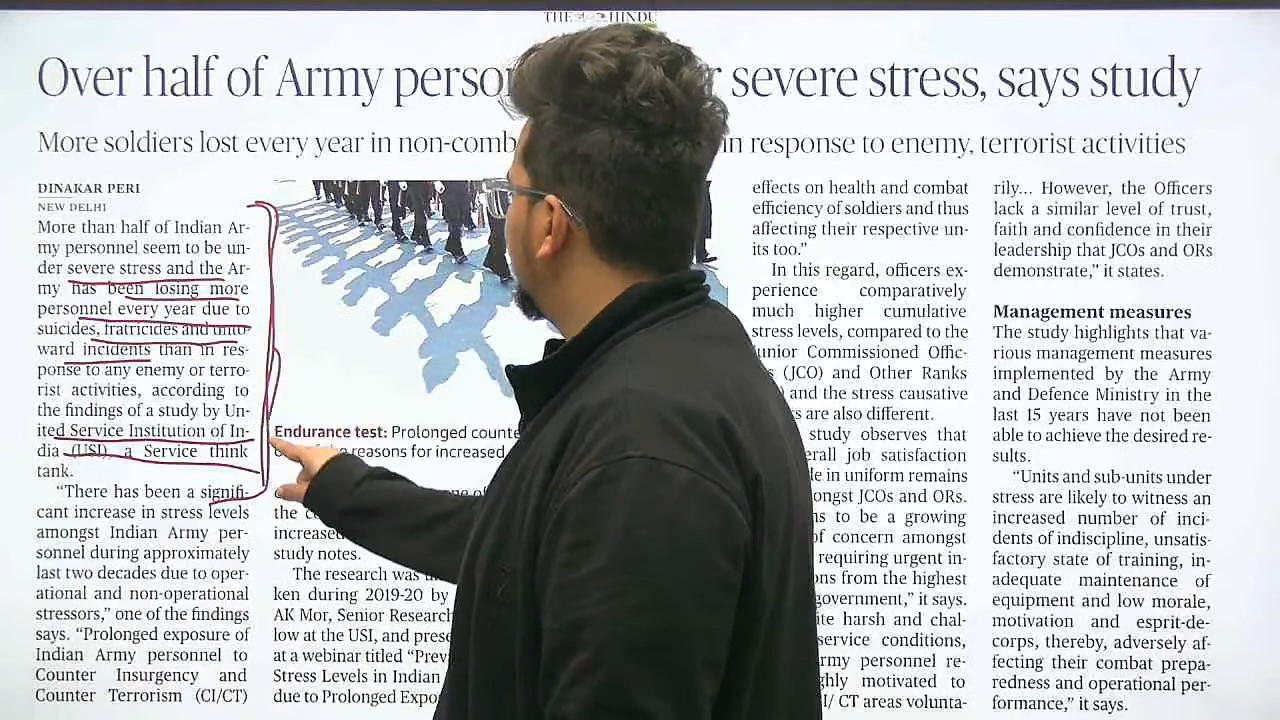 THE HINDU
Over half of Army severe stress, says study
More soldiers lost every year in in response to enemy, terrorist activities
DINAKAR PERI
NEW DELHI
More than half of Indian Ar-
my personnel seem to be un-
der severe stress and the Ar-
my has been losing more
personnel every year due to
suicides, fratricides and unto-
ward incidents than in res-
ponse to any enemy or terro-
rist activities, according to
the findings of a study by Un-
ited Service Institution of In-
dia (USI), a Service think
tank.
“There has been a signifi-
cant increase in stress levels
amongst Indian Army per-
sonnel during approximately
last two decades due to oper-
ational and non-operational
stressors,” one of the findings
says. “Prolonged exposure of
Indian Army personnel to
Counter Insurgency and
Counter Terrorism (CI/CT)
Endurance test: Prolonged
reasons for increased
the
increased
study notes.
The research was
ken during 2019-20 by
AK Mor, Senior Research
low at the USI, and
at a webinar titled
Stress Levels in Indian
due to Prolonged
effects on health and combat
efficiency of soldiers and thus
affecting their respective un-
its too.”
In this regard, officers ex-
perience comparatively
much higher cumulative
stress levels, compared to the
Commissioned Offic-
(JCO) and Other Ranks
and the stress causative
are also different.
study observes that
job satisfaction
in uniform remains
JCOs and ORs.
to be a growing
of concern amongst
requiring urgent in-
from the highest
government,” it says.
harsh and chal-
service conditions,
personnel re-
motivated to
CT areas volunta-
rily... However, the Officers
lack a similar level of trust,
faith and confidence in their
leadership that JCOs and ORs
demonstrate,” it states.
Management measures
The study highlights that va-
rious management measures
implemented by the Army
and Defence Ministry in the
last 15 years have not been
able to achieve the desired re-
sults.
“Units and sub-units under
stress are likely to witness an
increased number of inci-
dents of indiscipline, unsatis-
factory state of training, in-
adequate maintenance of
equipment and low morale,
motivation and esprit-de-
corps, thereby, adversely af-
fecting their combat prepa-
redness and operational per-
formance,” it says.